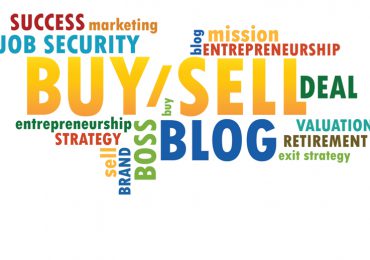 SUCCESS marketing
JOB SECURITY
blog
mission
ENTREPRENEURSHIP
BUY/SELL
buy
DEAL
entrepreneurship
STRATEGY
sell
BRAND
BOSS
BLOG
VALUATION
RETIREMENT
exit strategy